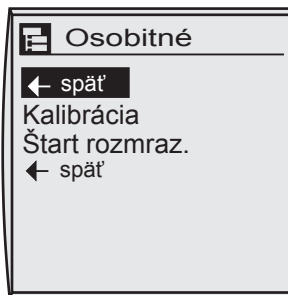 Osobitné
← späť
Kalibrácia
Štart rozmraz.
← späť